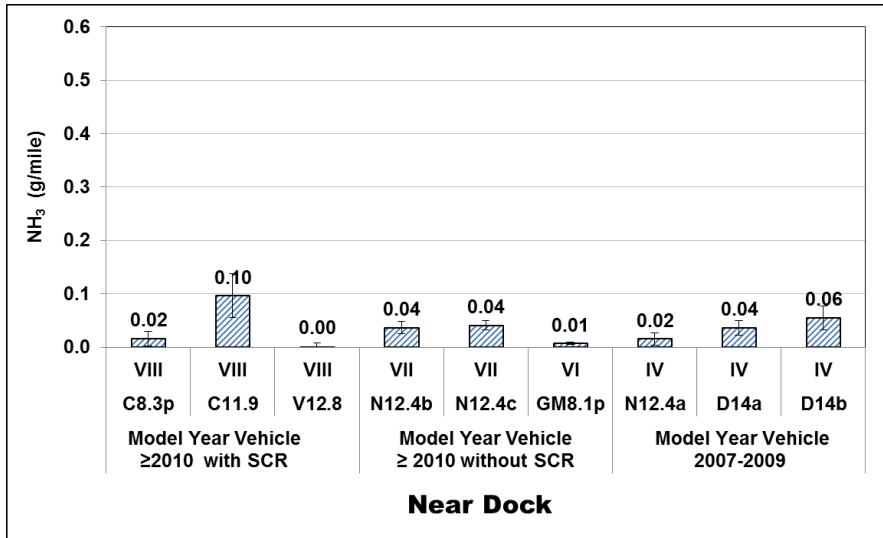 0.6
0.5
0.4
0.3
0.2
0.1
0.0
NH₃ (g/mile)
0.02
0.10
0.00
0.04
0.04
0.01
0.02
0.04
0.06
VIII VIII VIII VII VII VI IV IV IV
C8.3p C11.9 V12.8 N12.4b N12.4c GM8.1p N12.4a D14a D14b
Model Year Vehicle
≥2010 with SCR
Model Year Vehicle
≥ 2010 without SCR
Model Year Vehicle
2007-2009
Near Dock